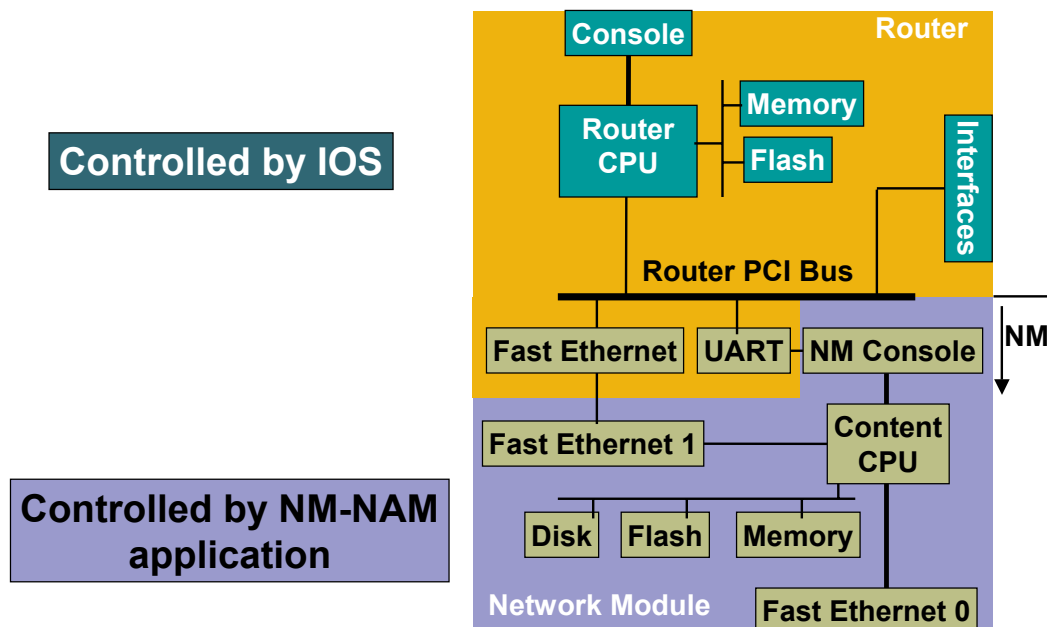 Console
Router
Router
CPU
Memory
Flash
Interfaces
Controlled by IOS
Router PCI Bus
NM
Fast Ethernet
UART
NM Console
Fast Ethernet 1
Content
CPU
Controlled by NM-NAM
application
Disk
Flash
Memory
Network Module
Fast Ethernet 0